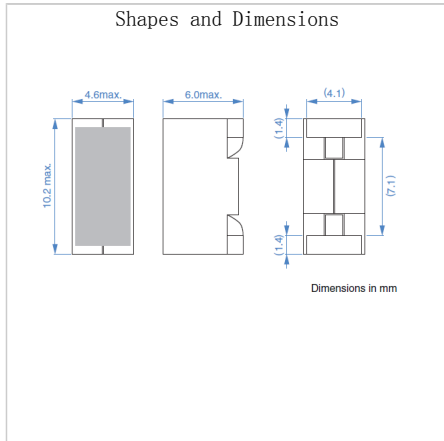 Shapes and Dimensions
4.6max.
6.0max.
(4.1)
(1.4)
10.2 max.
(7.1)
(1.4)
Dimensions in mm